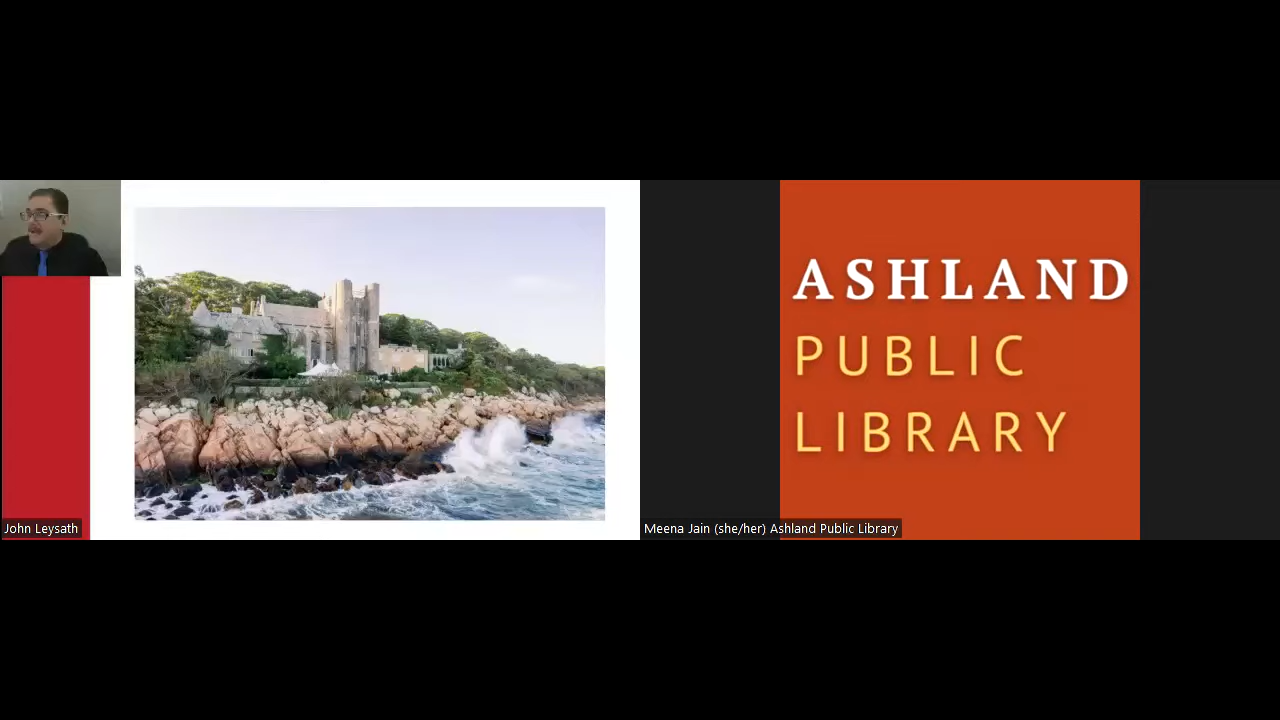 ASHLAND
PUBLIC
LIBRARY
John Leysath
Meena Jain (she/her) Ashland Public Library